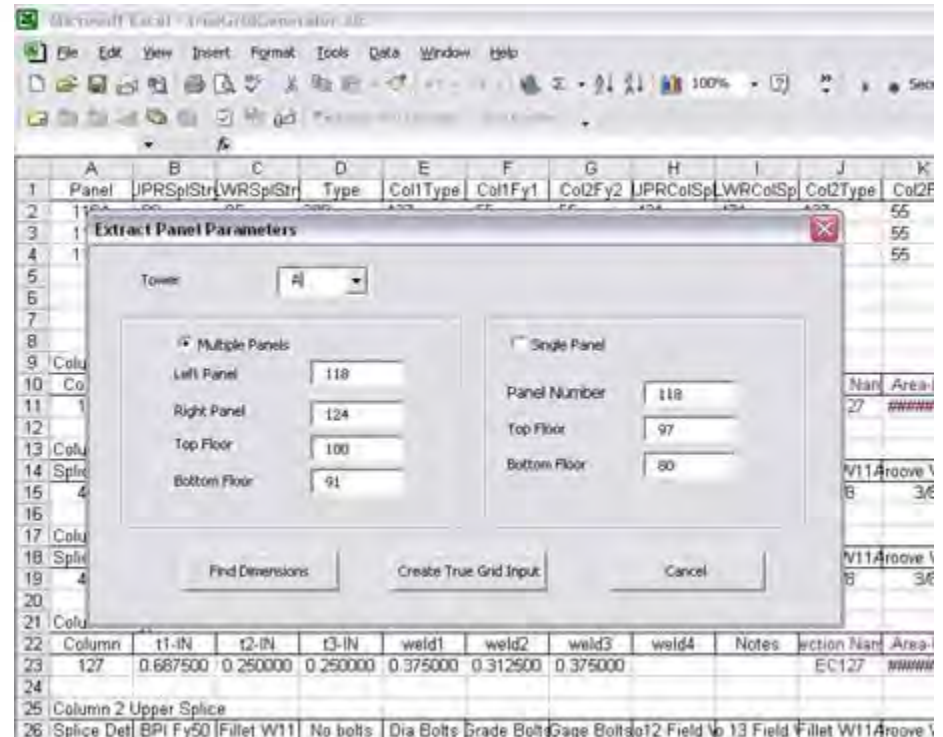 Microsoft Excel -
File Edit View Insert Format Tools Data Window Help
100%
A B C D E F G H I J K
1 Panel JPRSplStr LWRSplStr Type Col1Type Col1Fy1 Col2Fy2 JPRColSpl LWRColSpl Col2Type Col2F
2 55
3 55
4 55
5
6
7
8
9 Colu
10 Co Nam Area-
11 1 27 ######
12
13 Colu
14 Splic W11 Groove W
15 4 3/8
16
17 Colu
18 Splic W11 Groove W
19 4 3/8
20
21 Colu
22 Column t1-IN t2-IN t3-IN weld1 weld2 weld3 weld4 Notes ection Nam Area-
23 127 0.687500 0.250000 0.250000 0.375000 0.312500 0.375000 EC127 ######
24
25 Column 2 Upper Splice
26 Splice Det BPI Fy50 Fillet W11 No bolts Dia Bolts Grade Bolts Gage Bolts 12 Field 13 Field Fillet W11 Groove W
Extract Panel Parameters
Tower A
Multiple Panels
Left Panel 118
Right Panel 124
Top Floor 100
Bottom Floor 91
Single Panel
Panel Number 118
Top Floor 97
Bottom Floor 80
Find Dimensions Create True Grid Input Cancel